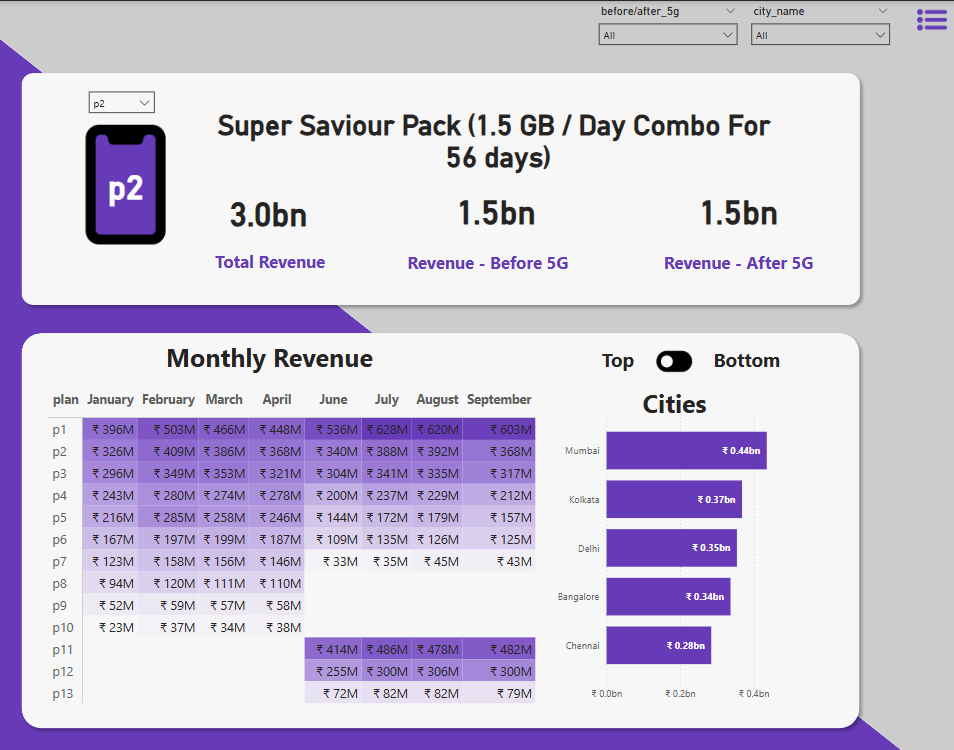 before/after_5g city_name
All All
p2
Super Saviour Pack (1.5 GB / Day Combo For
56 days)
p2
3.0bn 1.5bn 1.5bn
Total Revenue Revenue - Before 5G Revenue - After 5G
Monthly Revenue
plan January February March April June July August September
p1 ₹ 396M ₹ 503M ₹ 466M ₹ 448M ₹ 536M ₹ 628M ₹ 620M ₹ 603M
p2 ₹ 326M ₹ 409M ₹ 386M ₹ 368M ₹ 340M ₹ 388M ₹ 392M ₹ 368M
p3 ₹ 296M ₹ 349M ₹ 353M ₹ 321M ₹ 304M ₹ 341M ₹ 335M ₹ 317M
p4 ₹ 243M ₹ 280M ₹ 274M ₹ 278M ₹ 200M ₹ 237M ₹ 229M ₹ 212M
p5 ₹ 216M ₹ 285M ₹ 258M ₹ 246M ₹ 144M ₹ 172M ₹ 179M ₹ 157M
p6 ₹ 167M ₹ 197M ₹ 199M ₹ 187M ₹ 109M ₹ 135M ₹ 126M ₹ 125M
p7 ₹ 123M ₹ 158M ₹ 156M ₹ 146M ₹ 33M ₹ 35M ₹ 45M ₹ 43M
p8 ₹ 94M ₹ 120M ₹ 111M ₹ 110M
p9 ₹ 52M ₹ 59M ₹ 57M ₹ 58M
p10 ₹ 23M ₹ 37M ₹ 34M ₹ 38M
p11 ₹ 414M ₹ 486M ₹ 478M ₹ 482M
p12 ₹ 255M ₹ 300M ₹ 306M ₹ 300M
p13 ₹ 72M ₹ 82M ₹ 82M ₹ 79M
Top Bottom
Cities
Mumbai ₹ 0.44bn
Kolkata ₹ 0.37bn
Delhi ₹ 0.35bn
Bangalore ₹ 0.34bn
Chennai ₹ 0.28bn
₹ 0.0bn ₹ 0.2bn ₹ 0.4bn